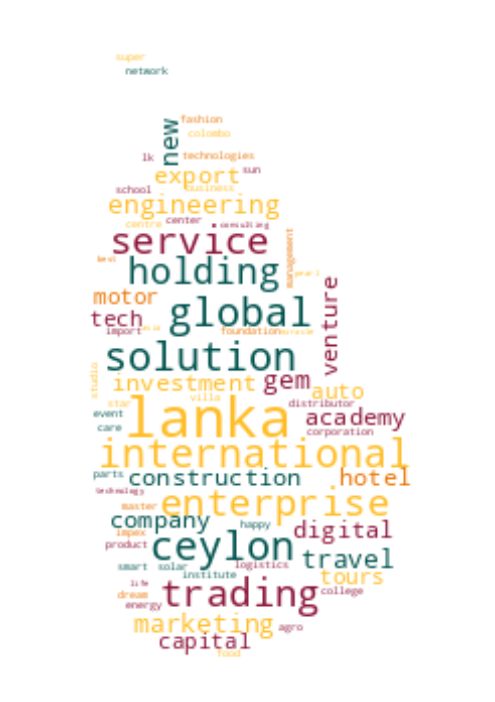 super
network
new
fashion
colombo
lk technologies
sun
export
school business
engineering
centre center consulting
service
management
best
holding
pearl
motor
global
venture
tech
import asia foundation miracle
solution
studio
investment gem
auto
villa
star
lanka
distributor
event
academy
care
corporation
international
parts construction hotel
technology
enterprise
master
company
happy
digital
impex
product
ceylon
travel
smart solar logistics
institute
tours
life
trading
college
dream
energy
marketing
agro
capital
food